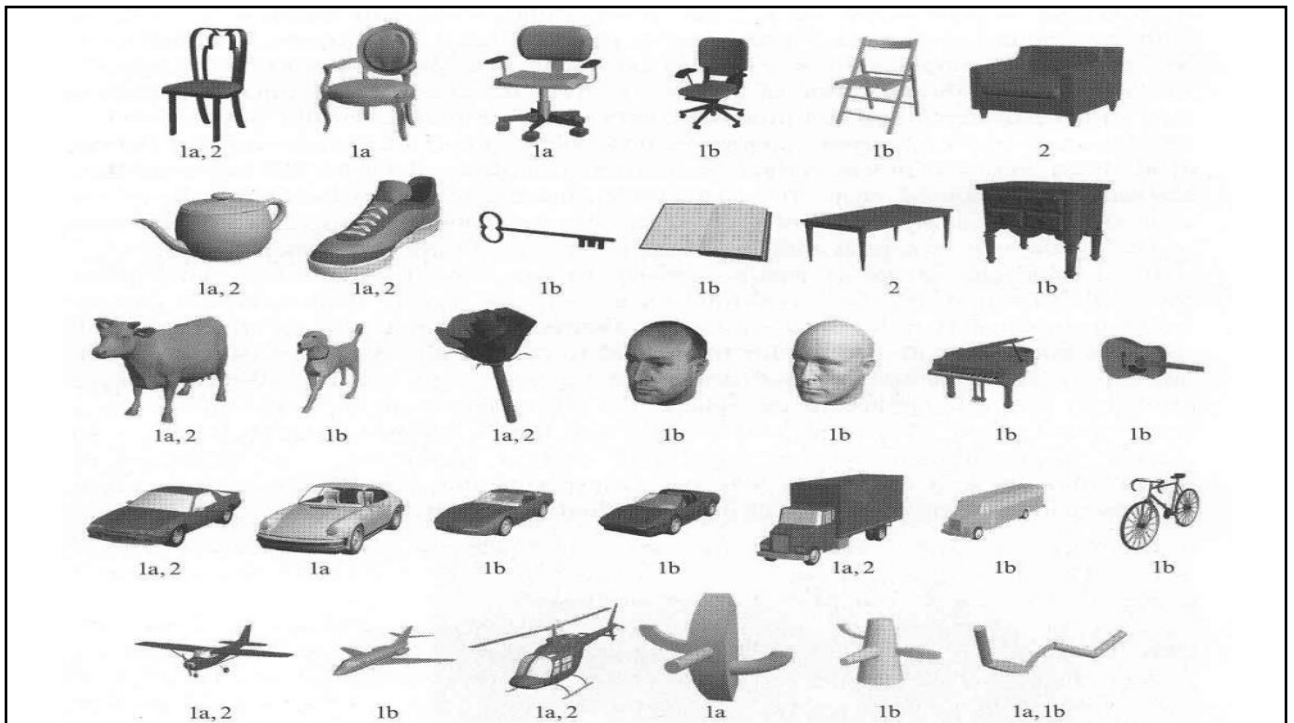 1a, 2 1a 1a 1b 1b 2
1a, 2 1a, 2 1b 1b 2 1b
1a, 2 1b 1a, 2 1b 1b 1b 1b
1a, 2 1a 1b 1b 1a, 2 1b 1b
1a, 2 1b 1a, 2 1a 1b 1a, 1b